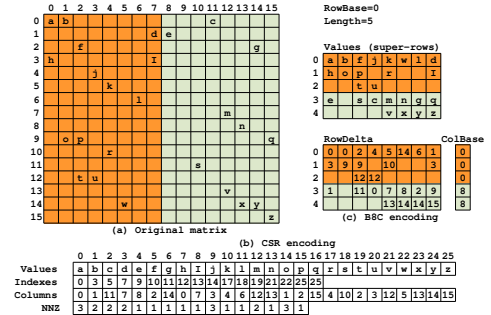 0 1 2 3 4 5 6 7 8 9 10 11 12 13 14 15
0 a b c
1 d e
2 f g
3 h I
4 j
5 k
6 l
7 m
8 n
9 o p q
10 r
11 s
12 t u
13 v
14 w x y
15 z
(a) Original matrix
RowBase=0
Length=5
Values (super-rows)
0 1 2 3 4 5 6 7
0 a b f j k w l d
1 h o p r I
2 t u
3 e s c m n g q
4 v x y z
RowDelta ColBase
0 0 0 2 4 5 14 6 1 0
1 3 9 9 10 3 0
2 12 12 0
3 1 11 0 7 8 2 9 8
4 13 14 14 15 8
(c) B8C encoding
(b) CSR encoding
0 1 2 3 4 5 6 7 8 9 10 11 12 13 14 15 16 17 18 19 20 21 22 23 24 25
Values a b c d e f g h I j k l m n o p q r s t u v w x y z
Indexes 0 3 5 7 9 10 11 12 13 14 17 18 19 21 22 25 25
Columns 0 1 11 7 8 2 14 0 7 3 4 6 12 13 1 2 15 4 10 2 3 12 5 13 14 15
NNZ 3 2 2 2 1 1 1 1 1 3 1 1 2 1 3 1